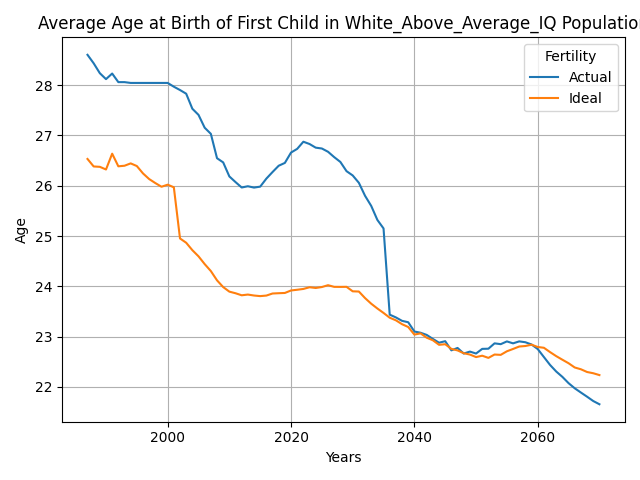 Average Age at Birth of First Child in White_Above_Average_IQ Population
Fertility
Actual
Ideal
28
27
26
25
24
23
22
Age
2000
2020
2040
2060
Years